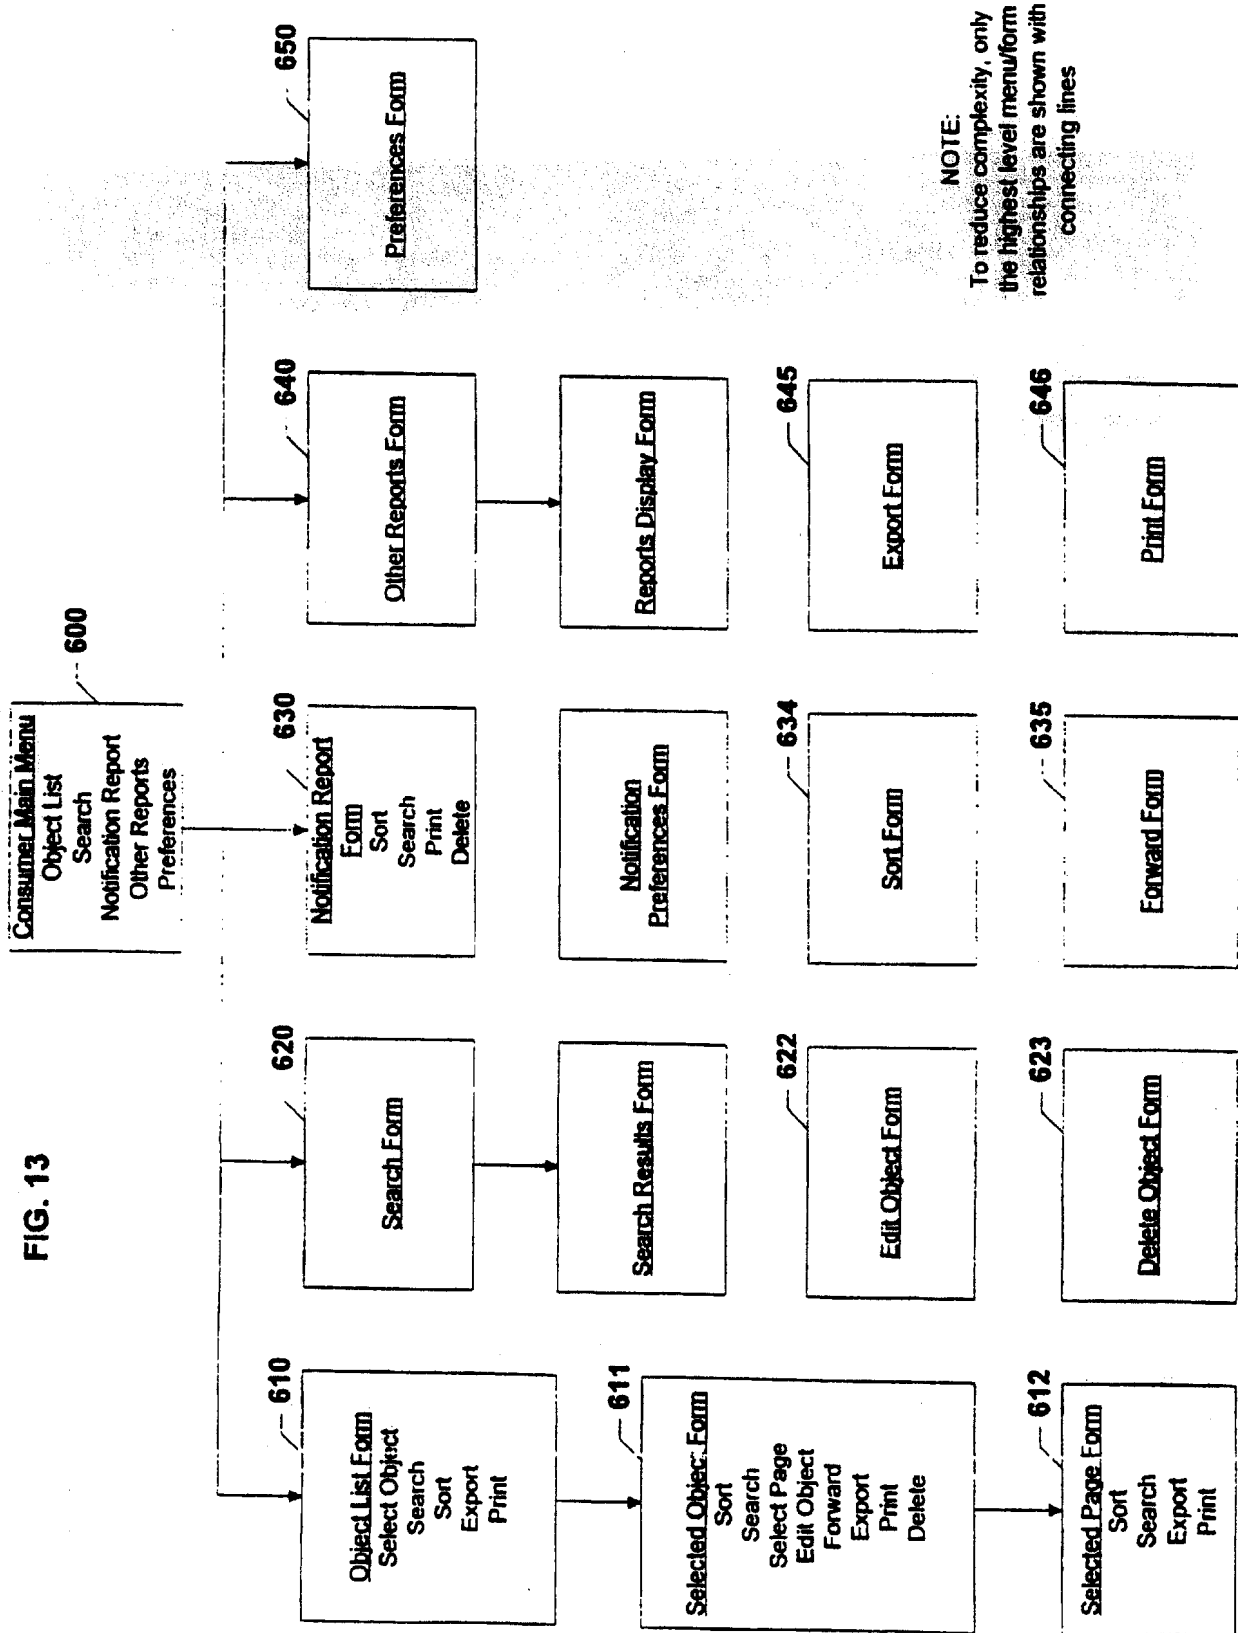 FIG. 13
Consumer Main Menu
Object List
Search
Notification Report
Other Reports
Preferences
600
610
Object List Form
Select Object
Search
Sort
Export
Print
620
Search Form
630
Notification Report
Form
Sort
Search
Print
Delete
640
Other Reports Form
650
Preferences Form
611
Selected Object Form
Sort
Search
Select Page
Edit Object
Forward
Export
Print
Delete
Search Results Form
Notification
Preferences Form
Reports Display Form
622
Edit Object Form
634
Sort Form
645
Export Form
612
Selected Page Form
Sort
Search
Export
Print
623
Delete Object Form
635
Forward Form
646
Print Form
NOTE:
To reduce complexity, only
the highest level menu/form
relationships are shown with
connecting lines